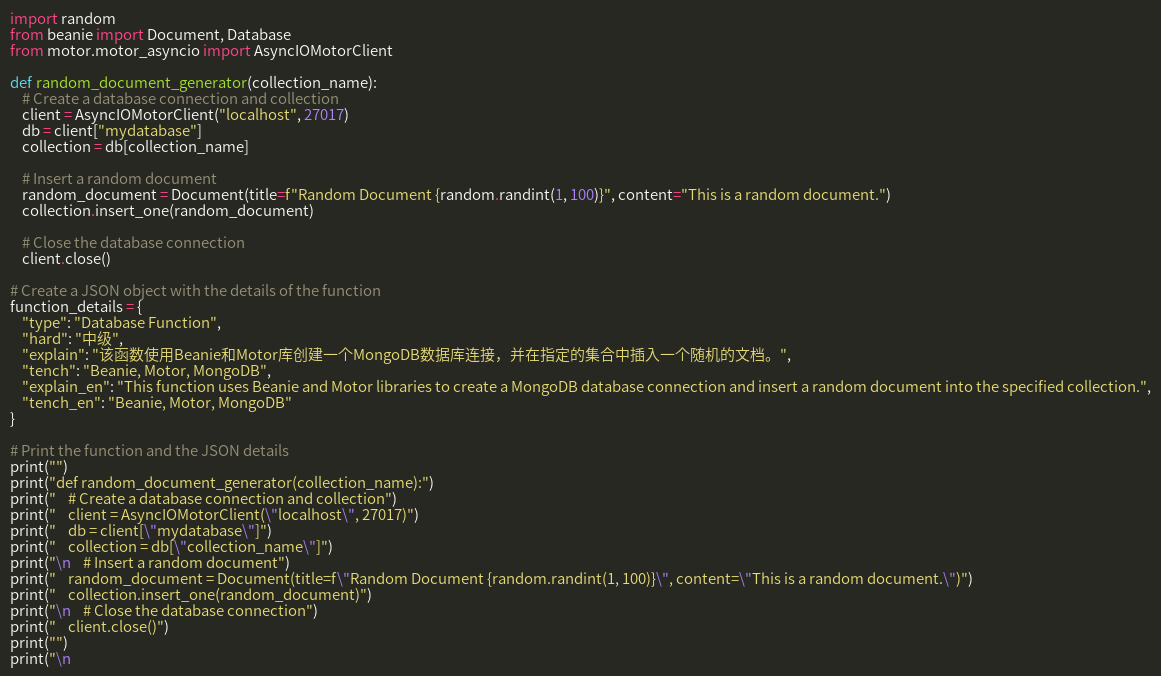 import random
from beanie import Document, Database
from motor.motor_asyncio import AsyncIOMotorClient

def random_document_generator(collection_name):
    # Create a database connection and collection
    client = AsyncIOMotorClient("localhost", 27017)
    db = client["mydatabase"]
    collection = db[collection_name]

    # Insert a random document
    random_document = Document(title=f"Random Document {random.randint(1, 100)}", content="This is a random document.")
    collection.insert_one(random_document)

    # Close the database connection
    client.close()

# Create a JSON object with the details of the function
function_details = {
    "type": "Database Function",
    "hard": "中级",
    "explain": "该函数使用Beanie和Motor库创建一个MongoDB数据库连接，并在指定的集合中插入一个随机的文档。",
    "tench": "Beanie, Motor, MongoDB",
    "explain_en": "This function uses Beanie and Motor libraries to create a MongoDB database connection and insert a random document into the specified collection.",
    "tench_en": "Beanie, Motor, MongoDB"
}

# Print the function and the JSON details
print("")
print("def random_document_generator(collection_name):")
print("    # Create a database connection and collection")
print("    client = AsyncIOMotorClient(\"localhost\", 27017)")
print("    db = client[\"mydatabase\"]")
print("    collection = db[\"collection_name\"]")
print("\n    # Insert a random document")
print("    random_document = Document(title=f\"Random Document {random.randint(1, 100)}\", content=\"This is a random document.\")")
print("    collection.insert_one(random_document)")
print("\n    # Close the database connection")
print("    client.close()")
print("")
print("\n